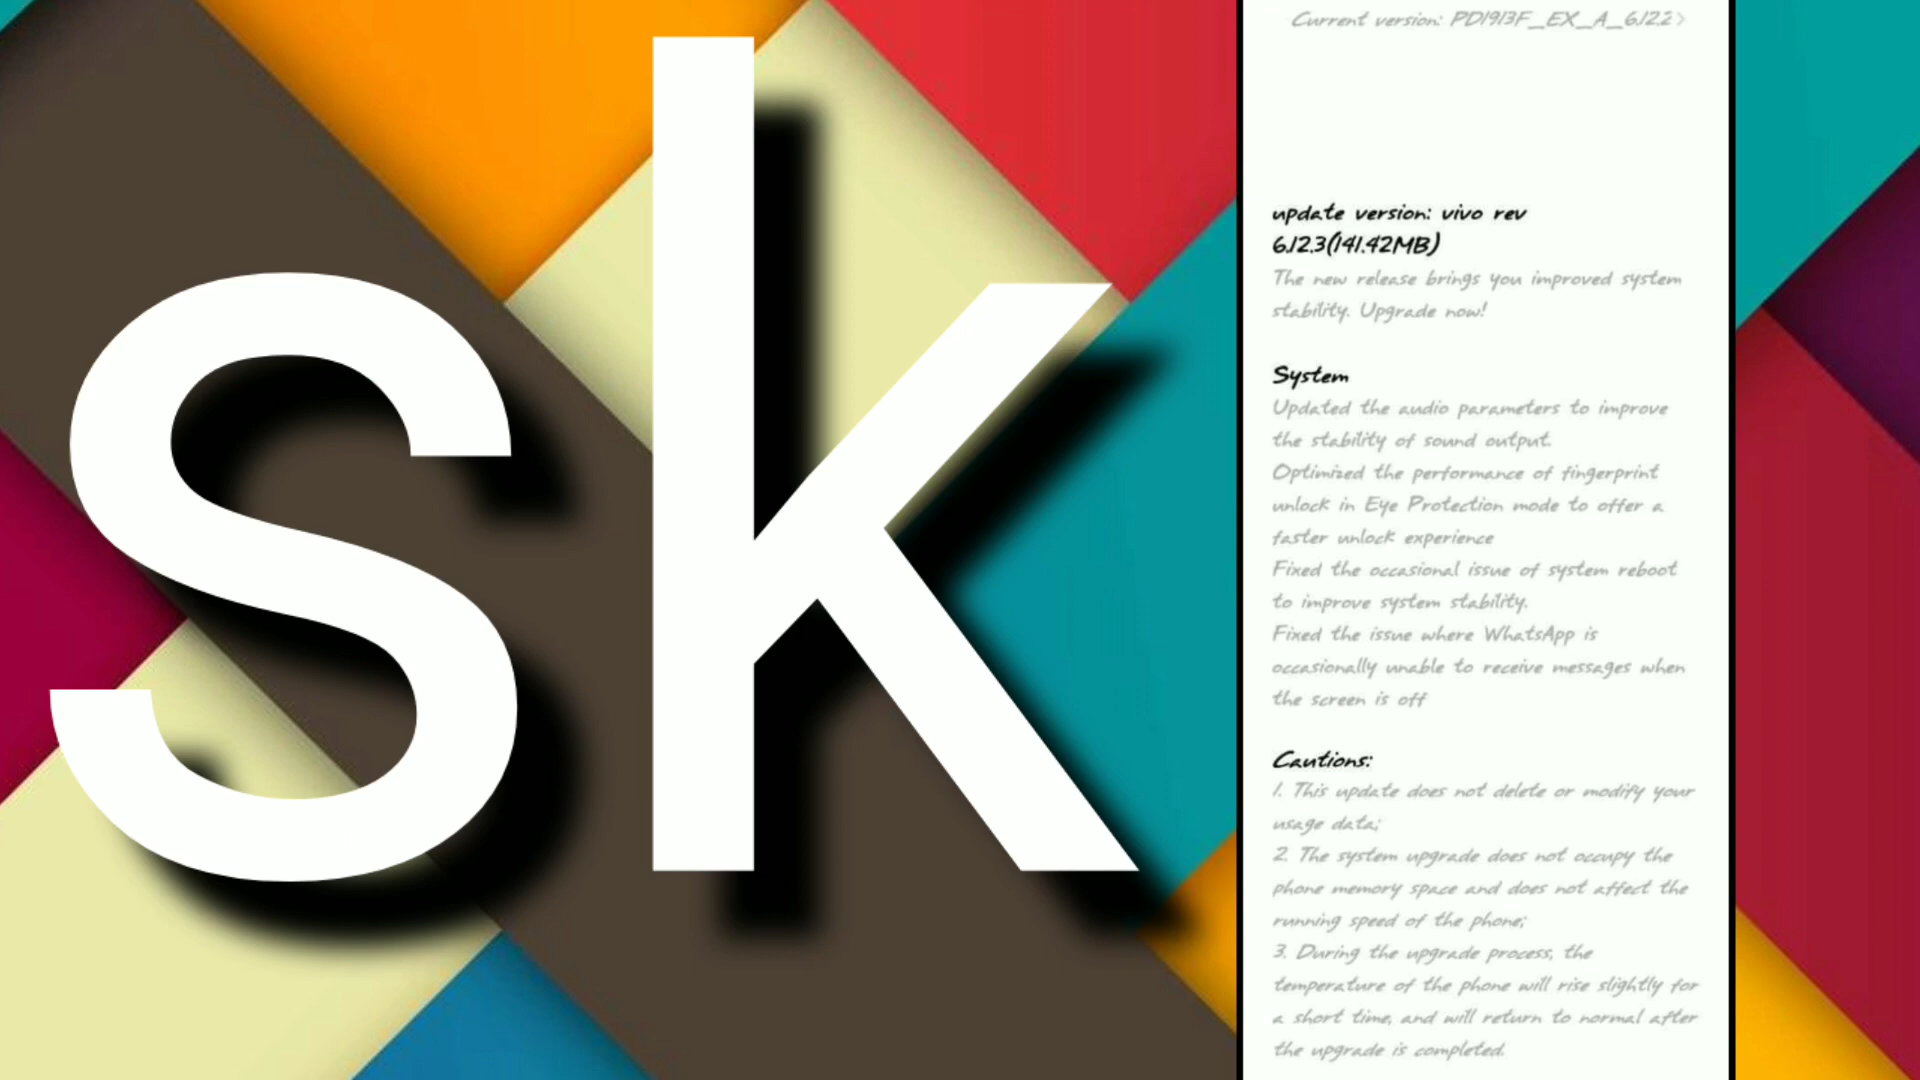 sk
Current version: PD1913F_EX_A_6.12.2 >
update version: vivo rev
6.12.3(141.42MB)
The new release brings you improved system
stability. Upgrade now!
System
Updated the audio parameters to improve
the stability of sound output.
Optimized the performance of fingerprint
unlock in Eye Protection mode to offer a
faster unlock experience
Fixed the occasional issue of system reboot
to improve system stability.
Fixed the issue where WhatsApp is
occasionally unable to receive messages when
the screen is off
Cautions:
1. This update does not delete or modify your
usage data;
2. The system upgrade does not occupy the
phone memory space and does not affect the
running speed of the phone;
3. During the upgrade process, the
temperature of the phone will rise slightly for
a short time, and will return to normal after
the upgrade is completed.